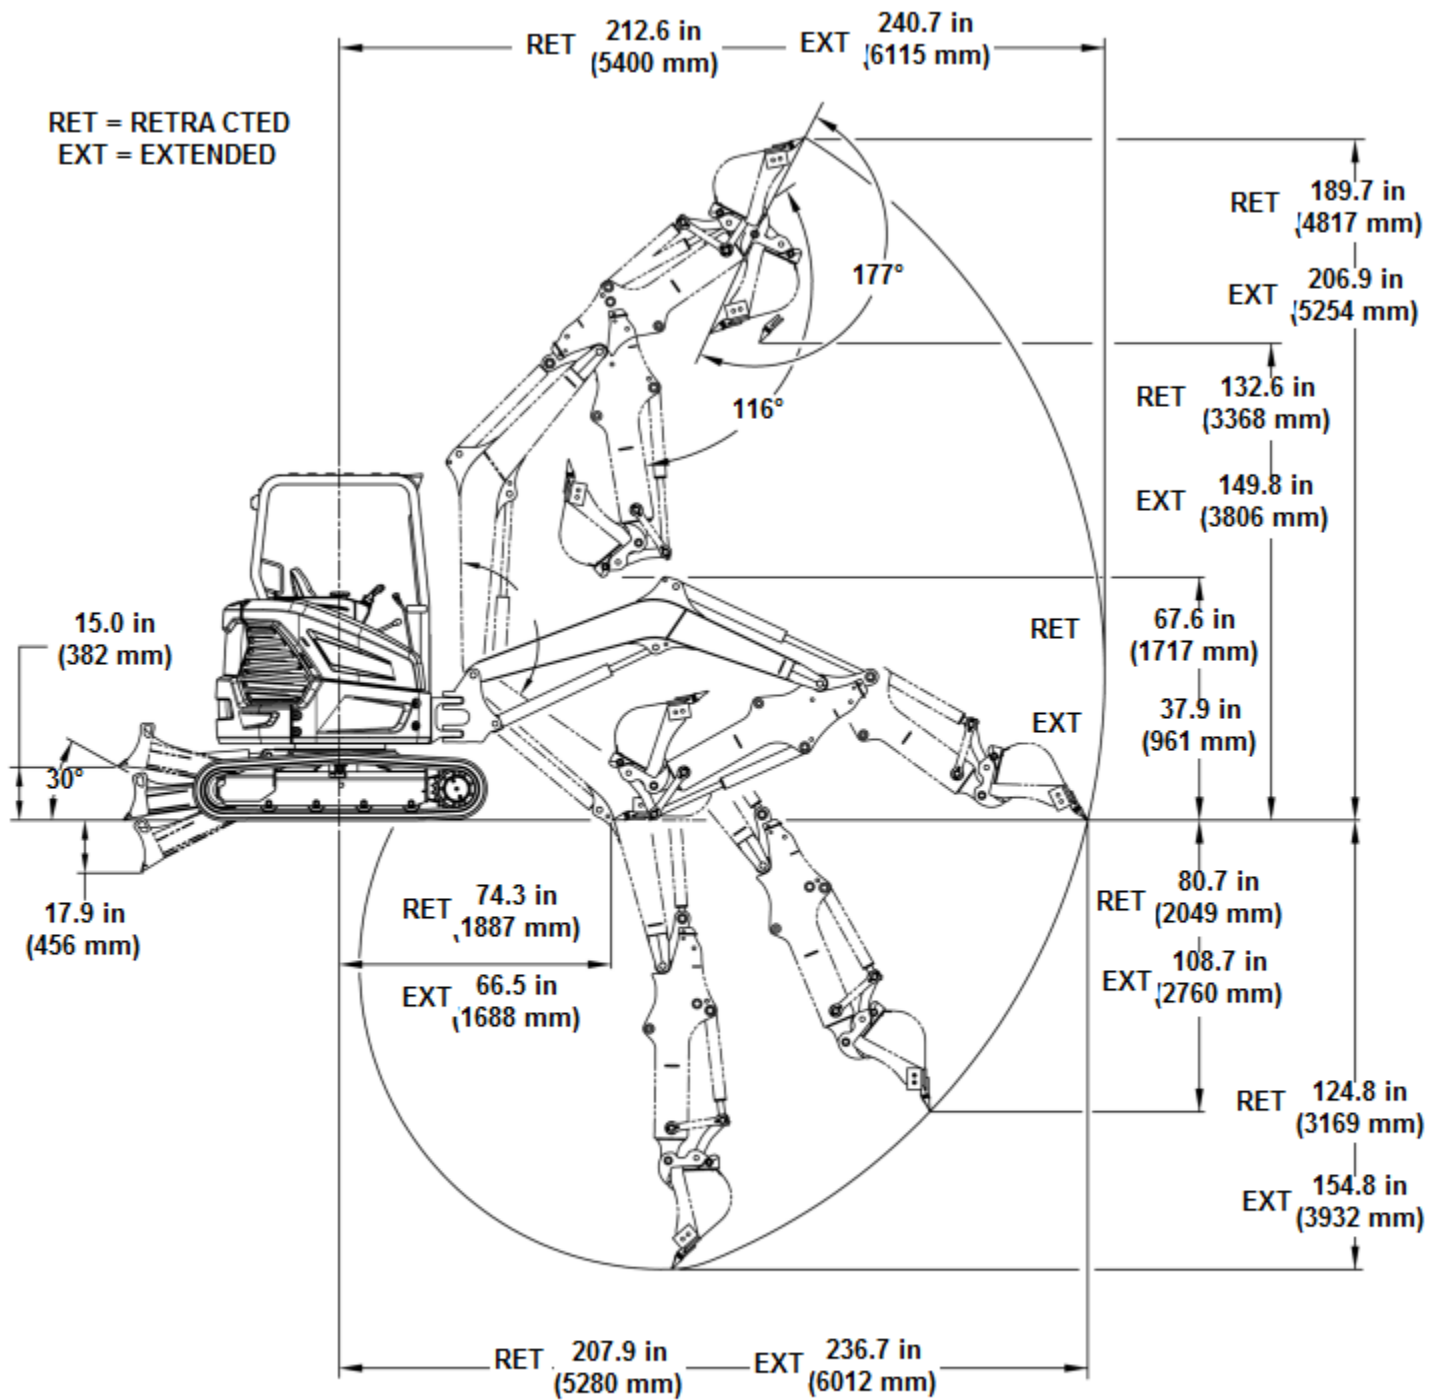 RET 212.6 in EXT 240.7 in
(5400 mm) (6115 mm)
RET = RETRA CTED
EXT = EXTENDED
RET 189.7 in
(4817 mm)
EXT 206.9 in
(5254 mm)
177°
RET 132.6 in
(3368 mm)
116°
EXT 149.8 in
(3806 mm)
15.0 in
(382 mm)
RET 67.6 in
(1717 mm)
EXT 37.9 in
(961 mm)
30°
17.9 in
(456 mm)
RET 74.3 in
(1887 mm)
EXT 66.5 in
(1688 mm)
RET 80.7 in
(2049 mm)
EXT 108.7 in
(2760 mm)
RET 124.8 in
(3169 mm)
EXT 154.8 in
(3932 mm)
RET 207.9 in EXT 236.7 in
(5280 mm) (6012 mm)